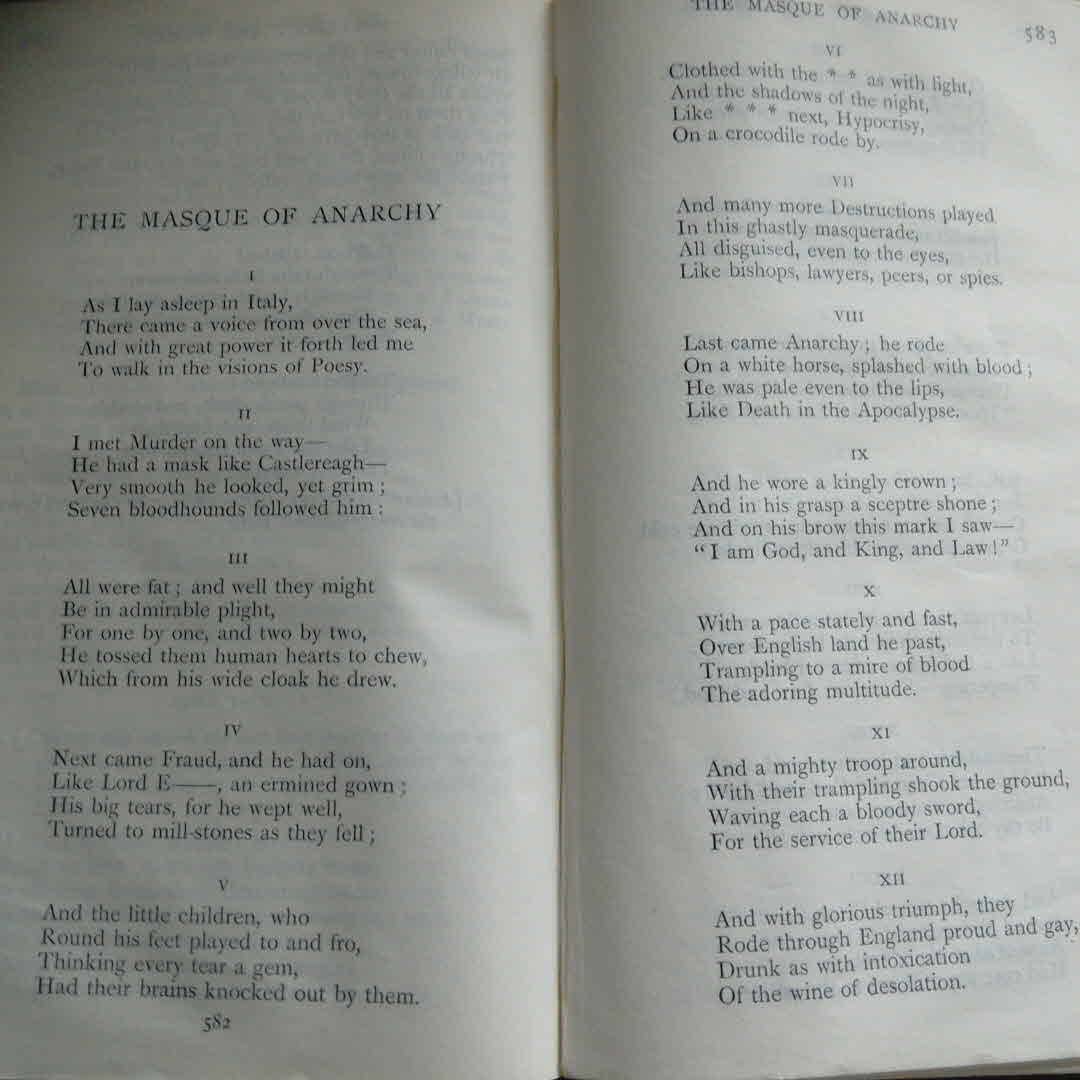 THE MASQUE OF ANARCHY
I
As I lay asleep in Italy,
There came a voice from over the sea,
And with great power it forth led me
To walk in the visions of Poesy.
II
I met Murder on the way—
He had a mask like Castlereagh—
Very smooth he looked, yet grim ;
Seven bloodhounds followed him :
III
All were fat ; and well they might
Be in admirable plight,
For one by one, and two by two,
He tossed them human hearts to chew,
Which from his wide cloak he drew.
IV
Next came Fraud, and he had on,
Like Lord E——, an ermined gown ;
His big tears, for he wept well,
Turned to mill-stones as they fell ;
V
And the little children, who
Round his feet played to and fro,
Thinking every tear a gem,
Had their brains knocked out by them.
582
THE MASQUE OF ANARCHY 583
VI
Clothed with the * * as with light,
And the shadows of the night,
Like * * * next, Hypocrisy,
On a crocodile rode by.
VII
And many more Destructions played
In this ghastly masquerade,
All disguised, even to the eyes,
Like bishops, lawyers, peers, or spies.
VIII
Last came Anarchy ; he rode
On a white horse, splashed with blood ;
He was pale even to the lips,
Like Death in the Apocalypse.
IX
And he wore a kingly crown ;
And in his grasp a sceptre shone ;
And on his brow this mark I saw—
“I am God, and King, and Law!”
X
With a pace stately and fast,
Over English land he past,
Trampling to a mire of blood
The adoring multitude.
XI
And a mighty troop around,
With their trampling shook the ground,
Waving each a bloody sword,
For the service of their Lord.
XII
And with glorious triumph, they
Rode through England proud and gay,
Drunk as with intoxication
Of the wine of desolation.